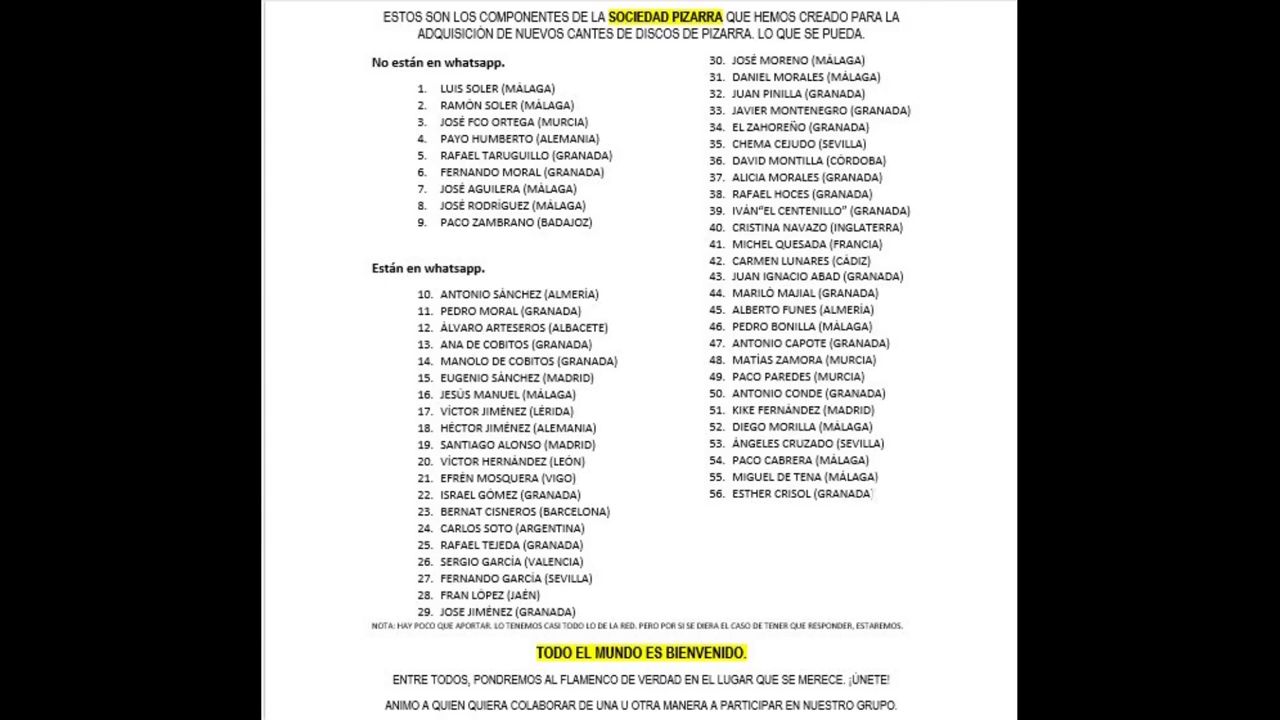 ESTOS SON LOS COMPONENTES DE LA SOCIEDAD PIZARRA QUE HEMOS CREADO PARA LA
ADQUISICIÓN DE NUEVOS CANTES DE DISCOS DE PIZARRA. LO QUE SE PUEDA.
No están en whatsapp.
1. LUIS SOLER (MÁLAGA)
2. RAMÓN SOLER (MÁLAGA)
3. JOSÉ FCO ORTEGA (MURCIA)
4. PAYO HUMBERTO (ALEMANIA)
5. RAFAEL TARUGUILLO (GRANADA)
6. FERNANDO MORAL (GRANADA)
7. JOSÉ AGUILERA (MÁLAGA)
8. JOSÉ RODRÍGUEZ (MÁLAGA)
9. PACO ZAMBRANO (BADAJOZ)
Están en whatsapp.
10. ANTONIO SÁNCHEZ (ALMERÍA)
11. PEDRO MORAL (GRANADA)
12. ÁLVARO ARTESEROS (ALBACETE)
13. ANA DE COBITOS (GRANADA)
14. MANOLO DE COBITOS (GRANADA)
15. EUGENIO SÁNCHEZ (MADRID)
16. JESÚS MANUEL (MÁLAGA)
17. VÍCTOR JIMÉNEZ (LÉRIDA)
18. HÉCTOR JIMÉNEZ (ALEMANIA)
19. SANTIAGO ALONSO (MADRID)
20. VÍCTOR HERNÁNDEZ (LEÓN)
21. EFRÉN MOSQUERA (VIGO)
22. ISRAEL GÓMEZ (GRANADA)
23. BERNAT CISNEROS (BARCELONA)
24. CARLOS SOTO (ARGENTINA)
25. RAFAEL TEJEDA (GRANADA)
26. SERGIO GARCÍA (VALENCIA)
27. FERNANDO GARCÍA (SEVILLA)
28. FRAN LÓPEZ (JAÉN)
29. JOSE JIMÉNEZ (GRANADA)
30. JOSÉ MORENO (MÁLAGA)
31. DANIEL MORALES (MÁLAGA)
32. JUAN PINILLA (GRANADA)
33. JAVIER MONTENEGRO (GRANADA)
34. EL ZAHOREÑO (GRANADA)
35. CHEMA CEJUDO (SEVILLA)
36. DAVID MONTILLA (CÓRDOBA)
37. ALICIA MORALES (GRANADA)
38. RAFAEL HOCES (GRANADA)
39. IVÁN"EL CENTENILLO" (GRANADA)
40. CRISTINA NAVAZO (INGLATERRA)
41. MICHEL QUESADA (FRANCIA)
42. CARMEN LUNARES (CÁDIZ)
43. JUAN IGNACIO ABAD (GRANADA)
44. MARILÓ MAJIAL (GRANADA)
45. ALBERTO FUNES (ALMERÍA)
46. PEDRO BONILLA (MÁLAGA)
47. ANTONIO CAPOTE (GRANADA)
48. MATÍAS ZAMORA (MURCIA)
49. PACO PAREDES (MURCIA)
50. ANTONIO CONDE (GRANADA)
51. KIKE FERNÁNDEZ (MADRID)
52. DIEGO MORILLA (MÁLAGA)
53. ÁNGELES CRUZADO (SEVILLA)
54. PACO CABRERA (MÁLAGA)
55. MIGUEL DE TENA (MÁLAGA)
56. ESTHER CRISOL (GRANADA)
NOTA: HAY POCO QUE APORTAR. LO TENEMOS CASI TODO LO DE LA RED. PERO POR SI SE DIERA EL CASO DE TENER QUE RESPONDER, ESTAREMOS.
TODO EL MUNDO ES BIENVENIDO.
ENTRE TODOS, PONDREMOS AL FLAMENCO DE VERDAD EN EL LUGAR QUE SE MERECE. ¡ÚNETE!
ANIMO A QUIEN QUIERA COLABORAR DE UNA U OTRA MANERA A PARTICIPAR EN NUESTRO GRUPO.